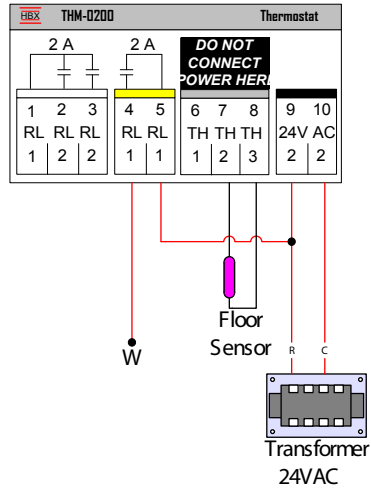 HBX THM-0200 Thermostat
2 A 2 A DO NOT
CONNECT
POWER HERE
1 2 3 4 5 6 7 8 9 10
RL RL RL RL RL TH TH TH 24V AC
1 2 2 1 1 1 2 3 2 2
Floor
Sensor
W
R C
Transformer
24VAC